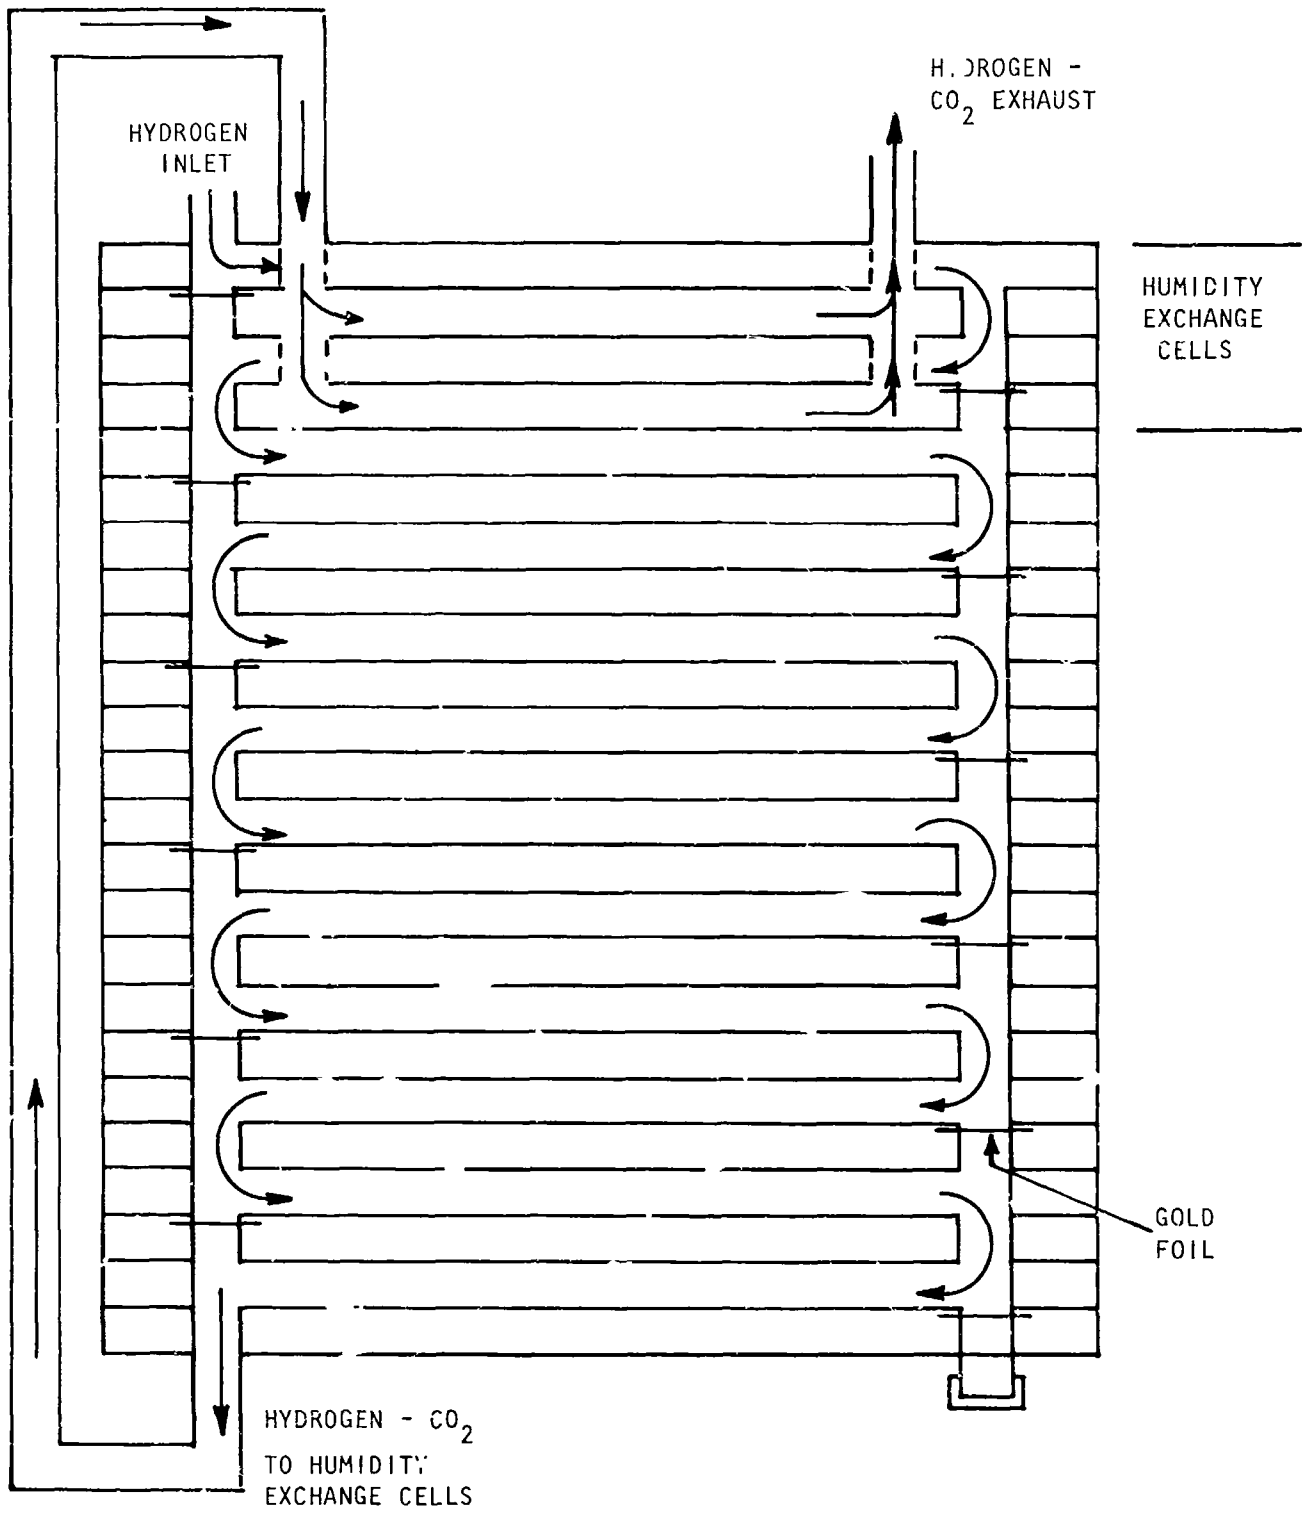 HYDROGEN
INLET
H.DROGEN -
CO2 EXHAUST
HUMIDITY
EXCHANGE
CELLS
GOLD
FOIL
HYDROGEN - CO2
TO HUMIDITY
EXCHANGE CELLS